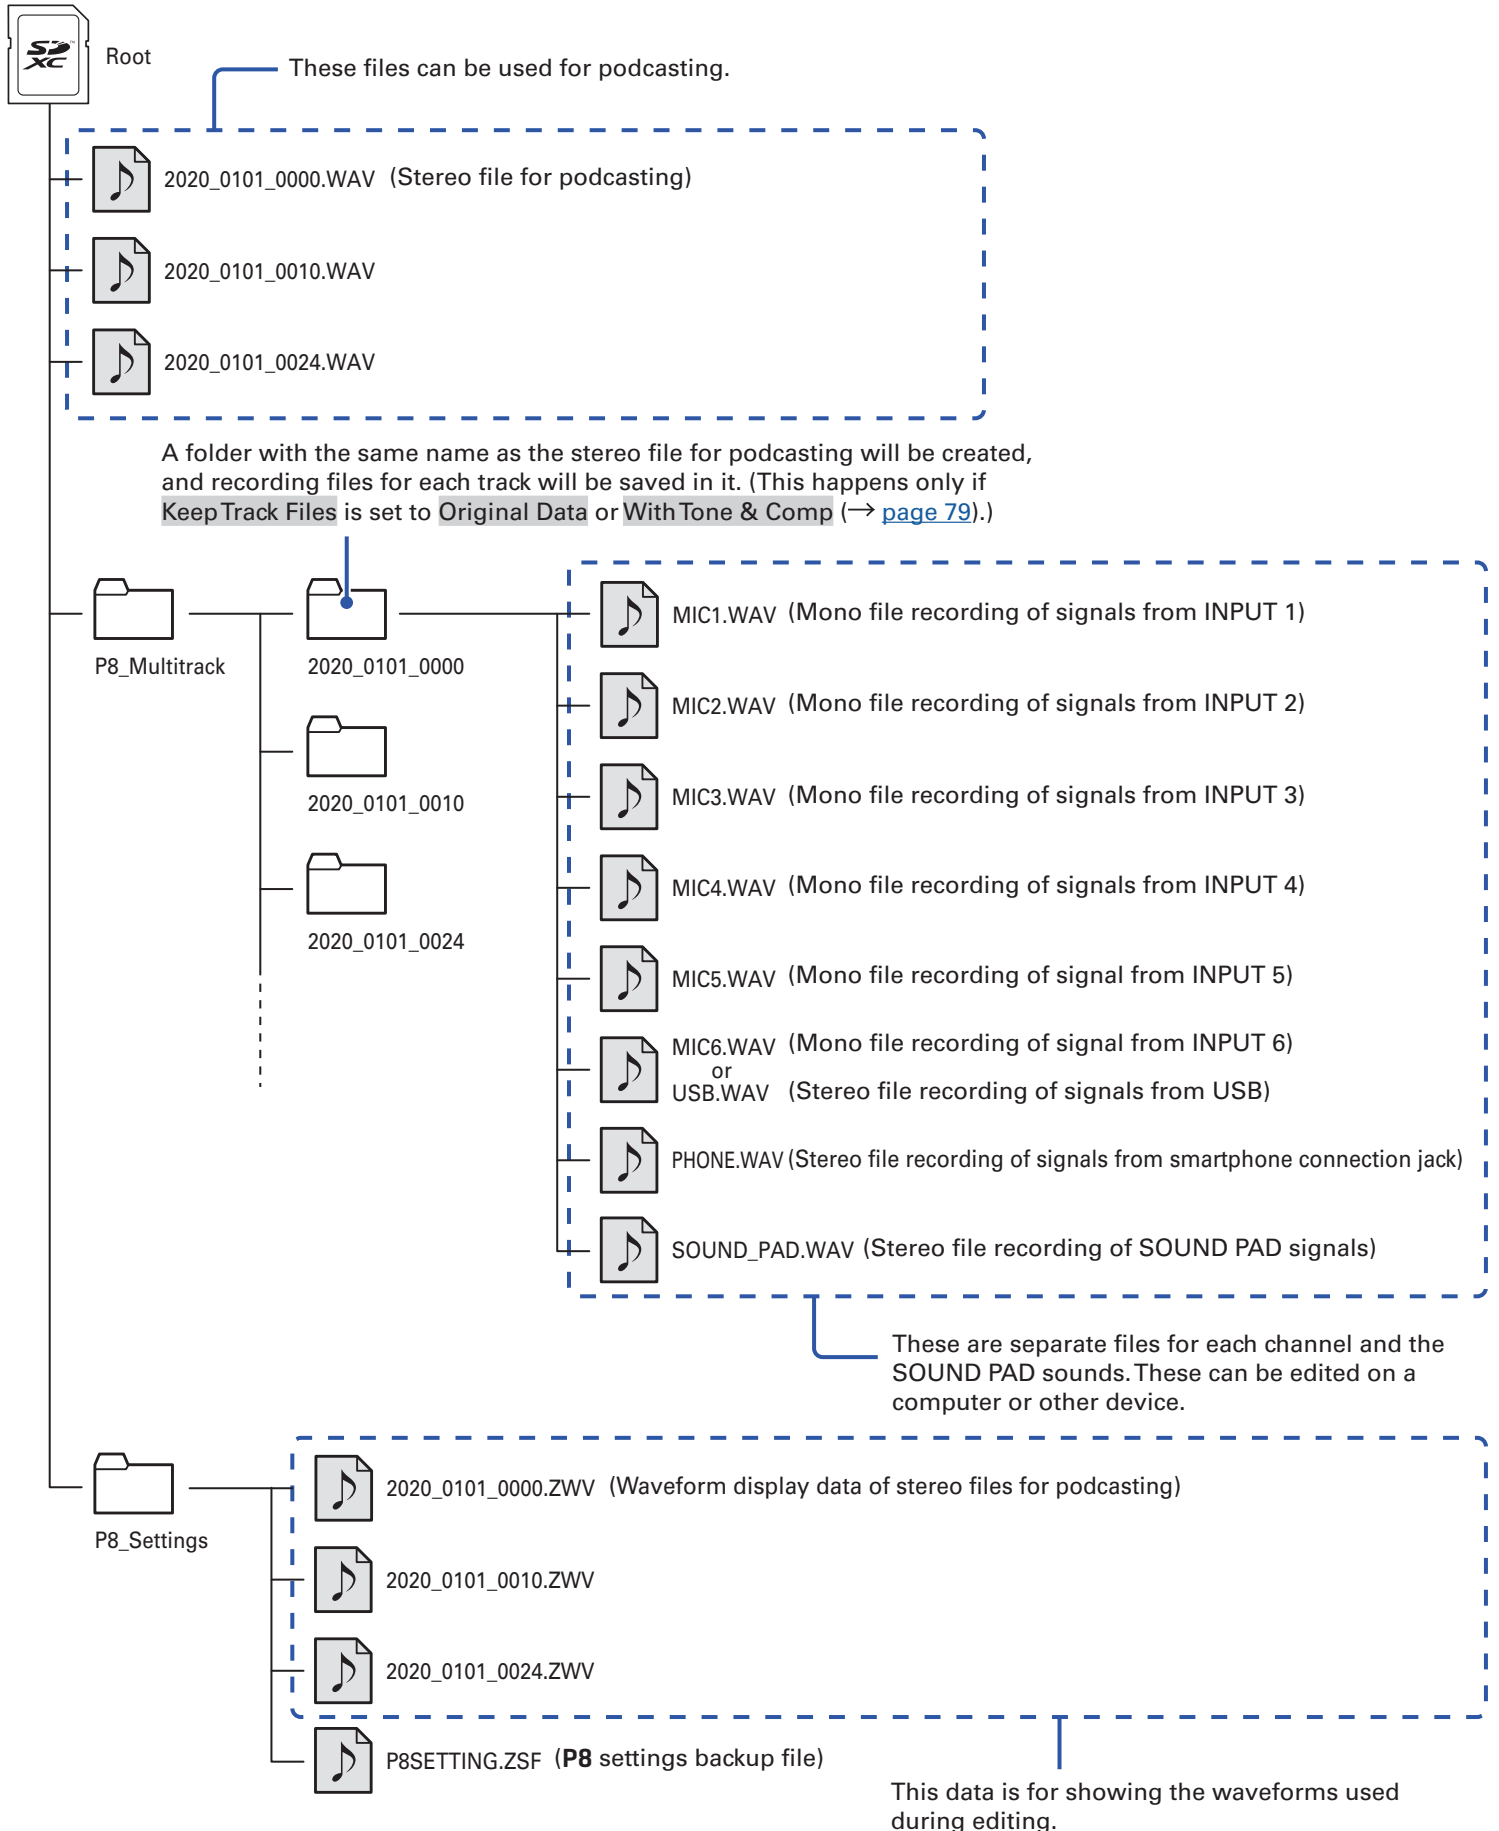 SD XC™
Root
These files can be used for podcasting.
2020_0101_0000.WAV (Stereo file for podcasting)
2020_0101_0010.WAV
2020_0101_0024.WAV
A folder with the same name as the stereo file for podcasting will be created,
and recording files for each track will be saved in it. (This happens only if
Keep Track Files is set to Original Data or With Tone & Comp (→ page 79).)
P8_Multitrack
2020_0101_0000
2020_0101_0010
2020_0101_0024
MIC1.WAV (Mono file recording of signals from INPUT 1)
MIC2.WAV (Mono file recording of signals from INPUT 2)
MIC3.WAV (Mono file recording of signals from INPUT 3)
MIC4.WAV (Mono file recording of signals from INPUT 4)
MIC5.WAV (Mono file recording of signal from INPUT 5)
MIC6.WAV (Mono file recording of signal from INPUT 6)
or
USB.WAV (Stereo file recording of signals from USB)
PHONE.WAV (Stereo file recording of signals from smartphone connection jack)
SOUND_PAD.WAV (Stereo file recording of SOUND PAD signals)
These are separate files for each channel and the
SOUND PAD sounds. These can be edited on a
computer or other device.
P8_Settings
2020_0101_0000.ZWV (Waveform display data of stereo files for podcasting)
2020_0101_0010.ZWV
2020_0101_0024.ZWV
P8SETTING.ZSF (P8 settings backup file)
This data is for showing the waveforms used
during editing.